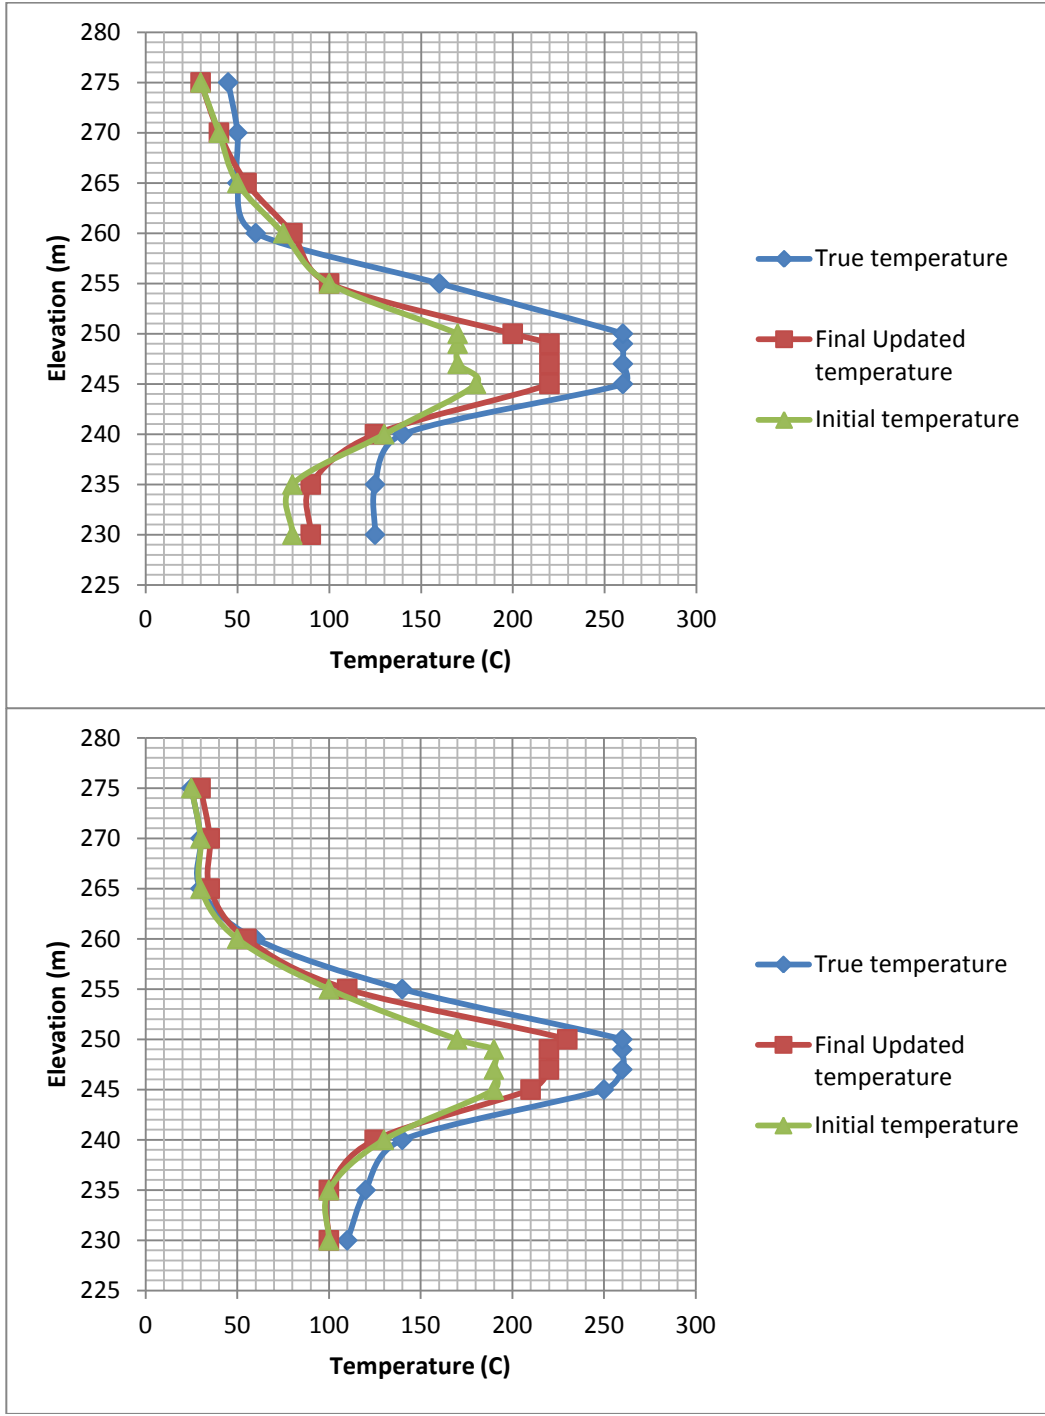 280
275
270
265
260
255
250
245
240
235
230
225
Elevation (m)
0 50 100 150 200 250 300
Temperature (C)
True temperature
Final Updated
temperature
Initial temperature
280
275
270
265
260
255
250
245
240
235
230
225
Elevation (m)
0 50 100 150 200 250 300
Temperature (C)
True temperature
Final Updated
temperature
Initial temperature